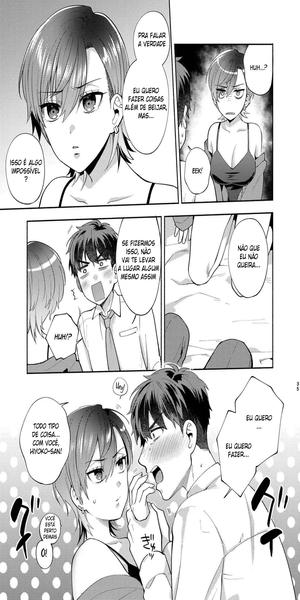 HUH...?
PRA FALAR
A VERDADE
EU QUERO
FAZER COISAS
ALÉM DE BEIJAR,
MAS...
EEK!
ISSO É ALGO
IMPOSSÍVEL
?
NÃO QUE
EU NÃO
QUEIRA...
SE FIZERMOS
ISSO, NÃO VAI TE
LEVAR A LUGAR ALGUM
MESMO ASSIM
HUH!?
35
EU QUERO
...
EU QUERO
FAZER...
TODO TIPO
DE COISA...
COM VOCÊ,
HIYOKO-SAN!
VOCÊ ESTÁ
PERTO
DEMAIS